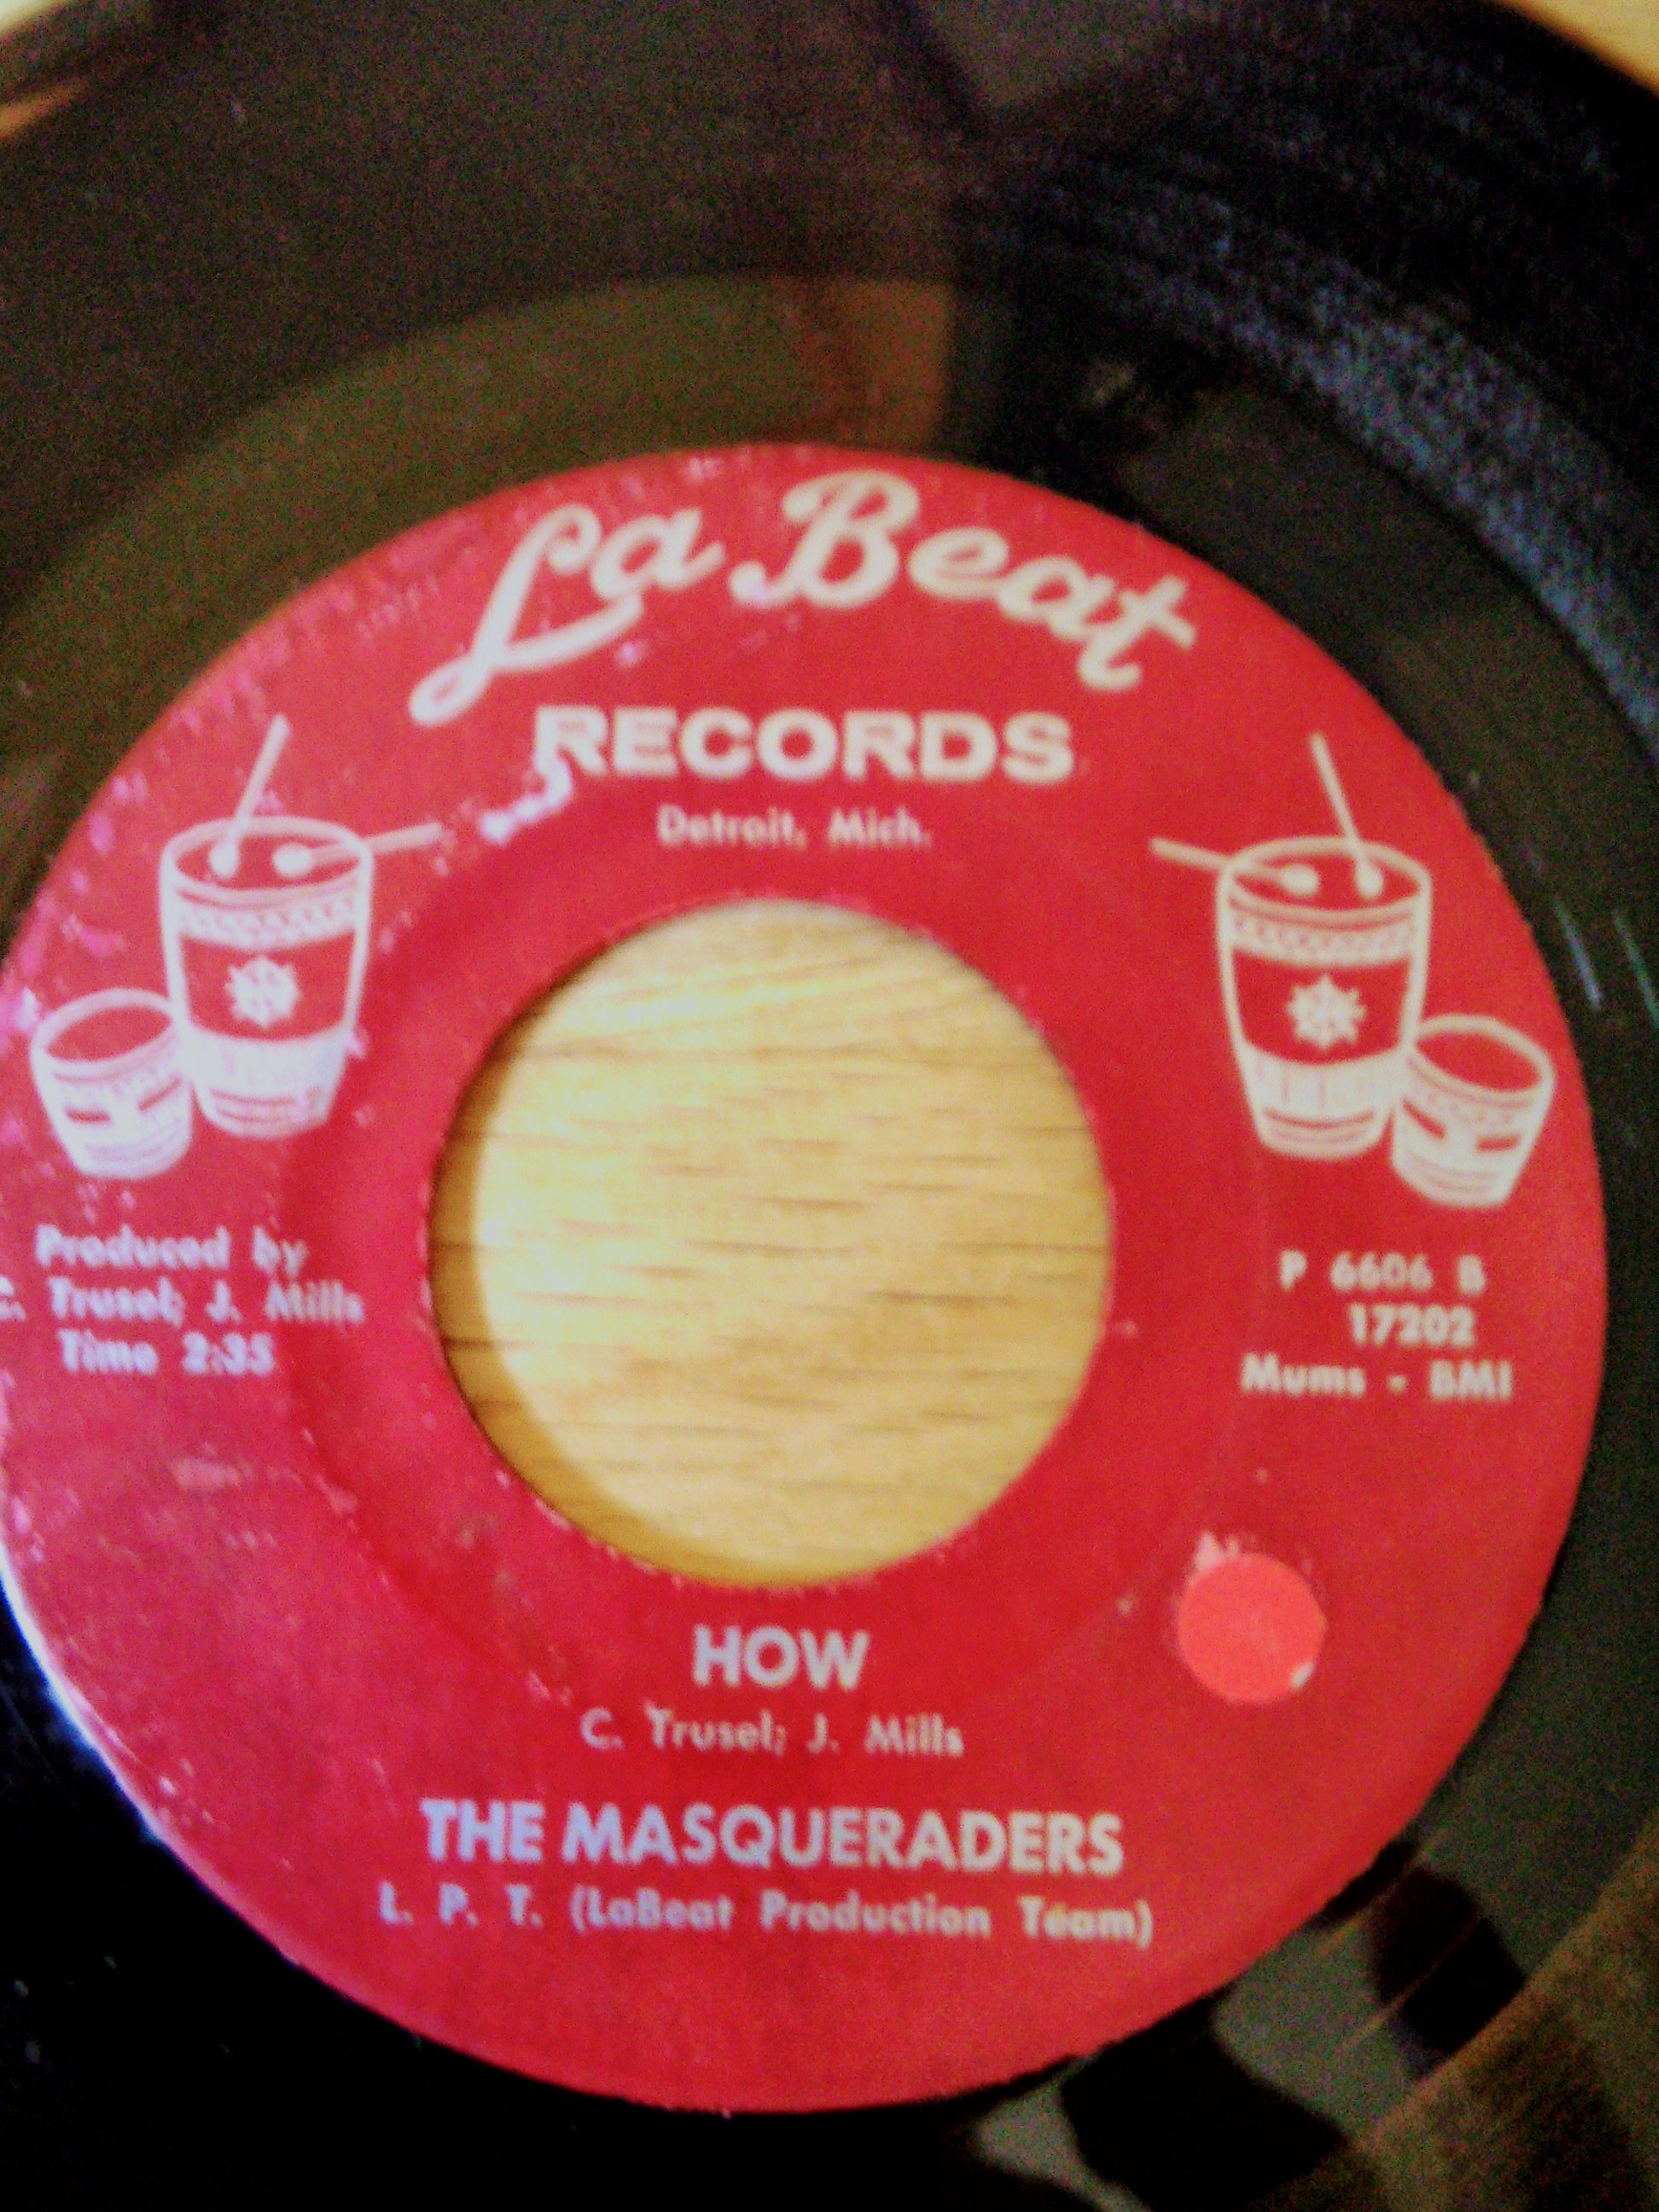 La Beat
RECORDS
Detroit, Mich.
Produced by
C. Trusel; J. Mills
Time 2:35
P 6606 B
17202
Mums - BMI
HOW
C. Trusel; J. Mills
THE MASQUERADERS
L. P. T. (LaBeat Production Team)